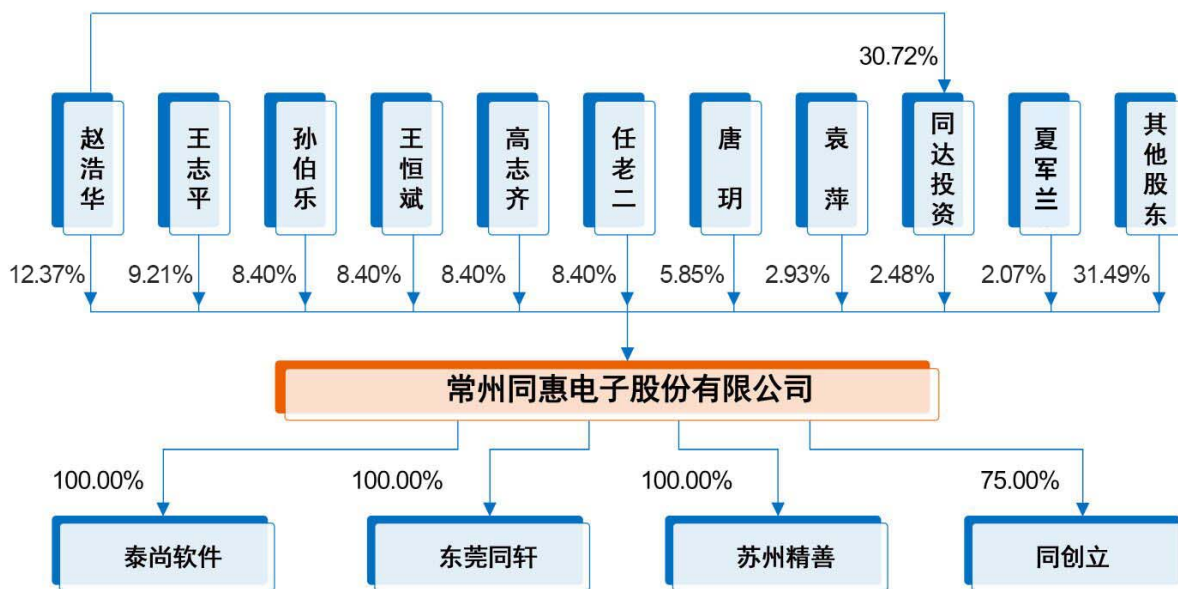 30.72%
赵浩华
王志平
孙伯乐
王恒斌
高志齐
任老二
唐玥
袁萍
同达投资
夏军兰
其他股东
12.37%
9.21%
8.40%
8.40%
8.40%
8.40%
5.85%
2.93%
2.48%
2.07%
31.49%
常州同惠电子股份有限公司
100.00%
100.00%
100.00%
75.00%
泰尚软件
东莞同轩
苏州精善
同创立